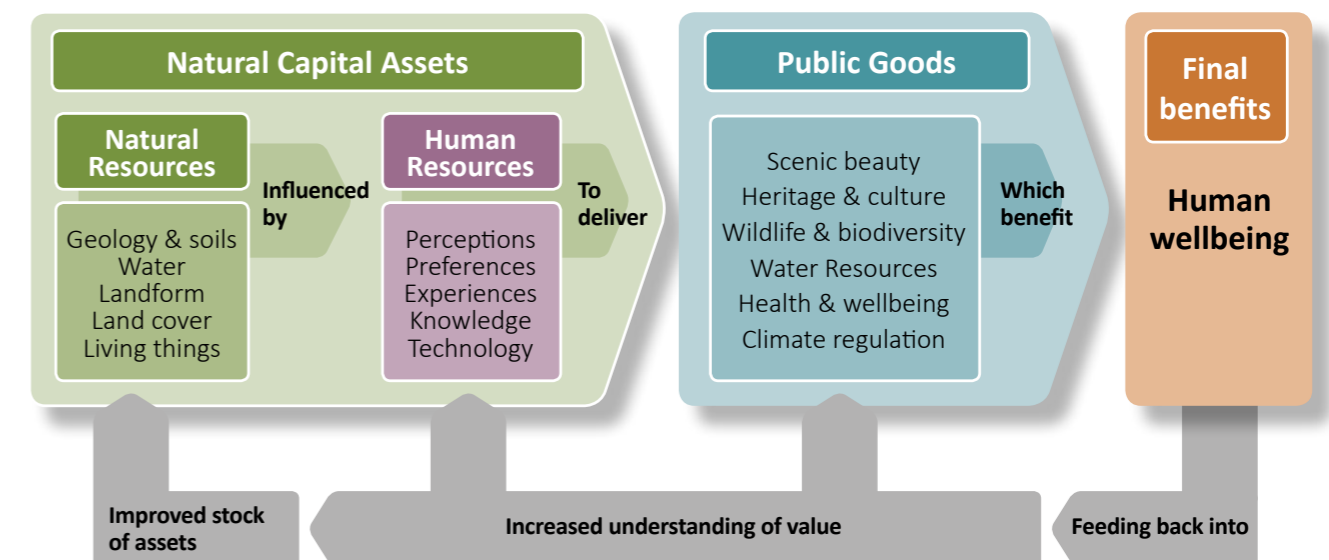 Natural Capital Assets
Natural
Resources
Influenced
by
Human
Resources
To
deliver
Geology & soils
Water
Landform
Land cover
Living things
Perceptions
Preferences
Experiences
Knowledge
Technology
Public Goods
Scenic beauty
Heritage & culture
Wildlife & biodiversity
Water Resources
Health & wellbeing
Climate regulation
Which
benefit
Final
benefits
Human
wellbeing
Improved stock
of assets
Increased understanding of value
Feeding back into